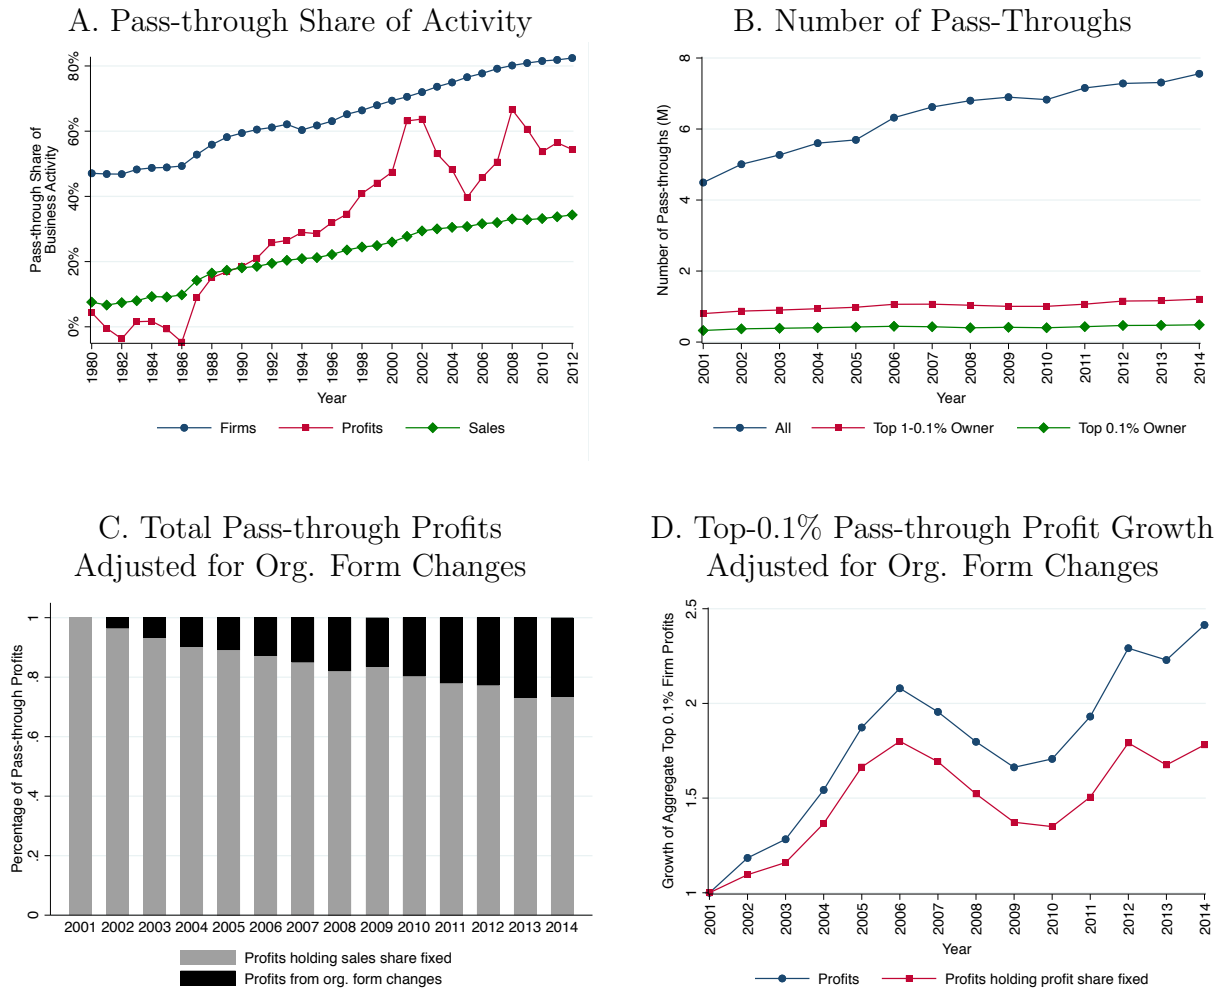 A. Pass-through Share of Activity
Pass-through Share of
Business Activity
80%
60%
40%
20%
0%
1980 1982 1984 1986 1988 1990 1992 1994 1996 1998 2000 2002 2004 2006 2008 2010 2012
Year
Firms Profits Sales
B. Number of Pass-Throughs
Number of Pass-throughs (M)
8
6
4
2
0
2001 2002 2003 2004 2005 2006 2007 2008 2009 2010 2011 2012 2013 2014
Year
All Top 1-0.1% Owner Top 0.1% Owner
C. Total Pass-through Profits
Adjusted for Org. Form Changes
Percentage of Pass-through Profits
1
.8
.6
.4
.2
0
2001 2002 2003 2004 2005 2006 2007 2008 2009 2010 2011 2012 2013 2014
Profits holding sales share fixed
Profits from org. form changes
D. Top-0.1% Pass-through Profit Growth
Adjusted for Org. Form Changes
Growth of Aggregate Top 0.1% Firm Profits
2.5
2
1.5
1
2001 2002 2003 2004 2005 2006 2007 2008 2009 2010 2011 2012 2013 2014
Year
Profits Profits holding profit share fixed